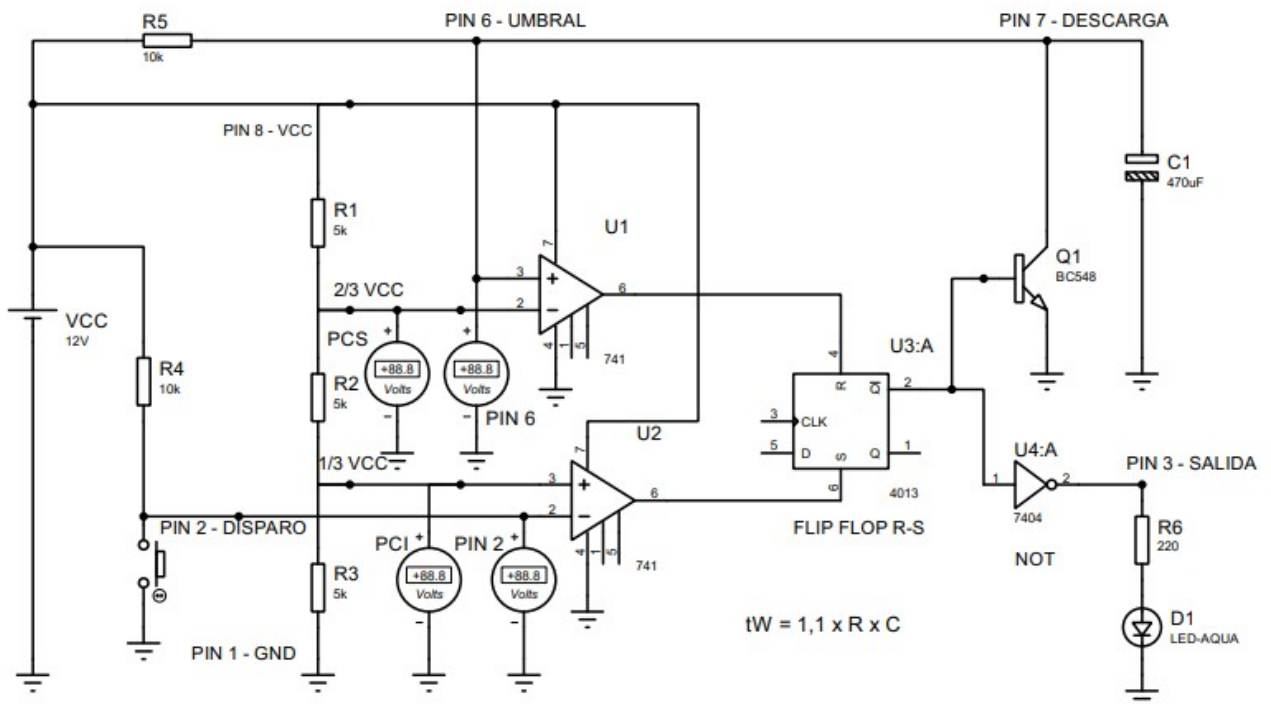 R5
10k
PIN 6 - UMBRAL
PIN 7 - DESCARGA
PIN 8 - VCC
R1
5k
U1
7
3
+
2
−
6
4
1
5
741
2/3 VCC
PCS
+
+88.8
Volts
−
+
+88.8
Volts
−
PIN 6
C1
470uF
Q1
BC548
VCC
12V
R4
10k
R2
5k
U3:A
4
R
Q
2
3
CLK
5
D
S
Q
1
6
4013
FLIP FLOP R-S
U2
7
3
+
2
−
6
4
1
5
741
1/3 VCC
PIN 2 - DISPARO
PCI
+
+88.8
Volts
−
PIN 2
+
+88.8
Volts
−
R3
5k
PIN 1 - GND
U4:A
1
2
7404
NOT
PIN 3 - SALIDA
R6
220
D1
LED-AQUA
tW = 1,1 x R x C